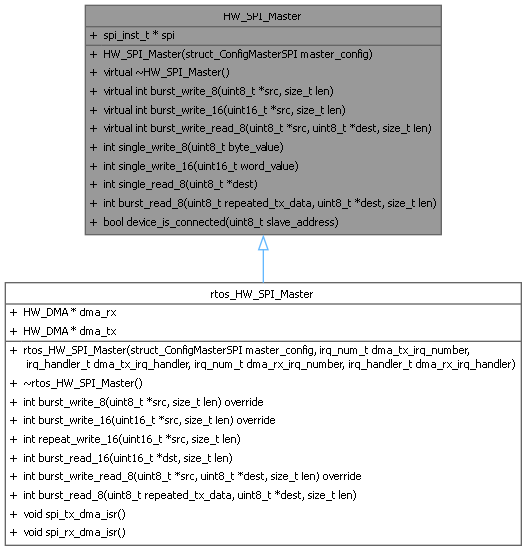 HW_SPI_Master
+ spi_inst_t * spi
+ HW_SPI_Master(struct_ConfigMasterSPI master_config)
+ virtual ~HW_SPI_Master()
+ virtual int burst_write_8(uint8_t *src, size_t len)
+ virtual int burst_write_16(uint16_t *src, size_t len)
+ virtual int burst_write_read_8(uint8_t *src, uint8_t *dest, size_t len)
+ int single_write_8(uint8_t byte_value)
+ int single_write_16(uint16_t word_value)
+ int single_read_8(uint8_t *dest)
+ int burst_read_8(uint8_t repeated_tx_data, uint8_t *dest, size_t len)
+ bool device_is_connected(uint8_t slave_address)
rtos_HW_SPI_Master
+ HW_DMA * dma_rx
+ HW_DMA * dma_tx
+ rtos_HW_SPI_Master(struct_ConfigMasterSPI master_config, irq_num_t dma_tx_irq_number,
irq_handler_t dma_tx_irq_handler, irq_num_t dma_rx_irq_number, irq_handler_t dma_rx_irq_handler)
+ ~rtos_HW_SPI_Master()
+ int burst_write_8(uint8_t *src, size_t len) override
+ int burst_write_16(uint16_t *src, size_t len) override
+ int repeat_write_16(uint16_t *src, size_t len)
+ int burst_read_16(uint16_t *dst, size_t len)
+ int burst_write_read_8(uint8_t *src, uint8_t *dest, size_t len) override
+ int burst_read_8(uint8_t repeated_tx_data, uint8_t *dest, size_t len)
+ void spi_tx_dma_isr()
+ void spi_rx_dma_isr()